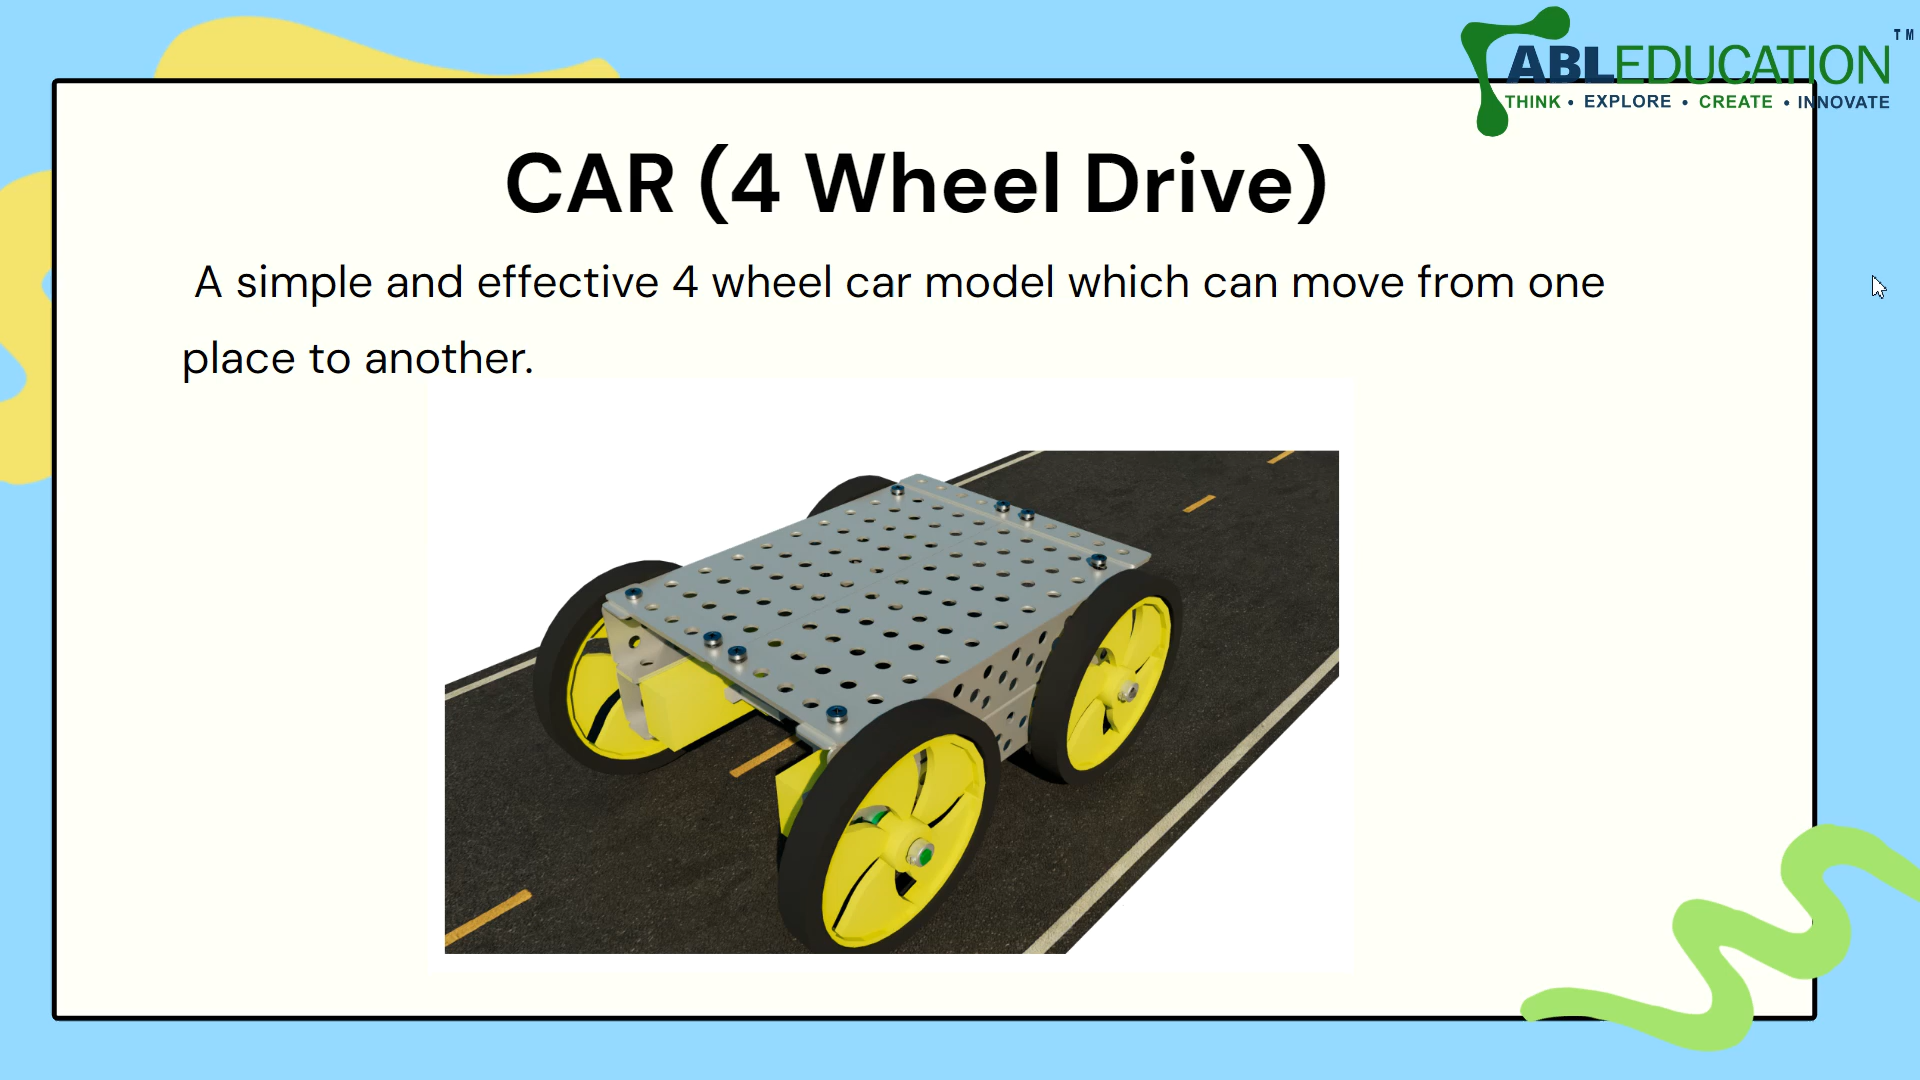 ABLEDUCATION TM
THINK • EXPLORE • CREATE • INNOVATE
CAR (4 Wheel Drive)
A simple and effective 4 wheel car model which can move from one
place to another.